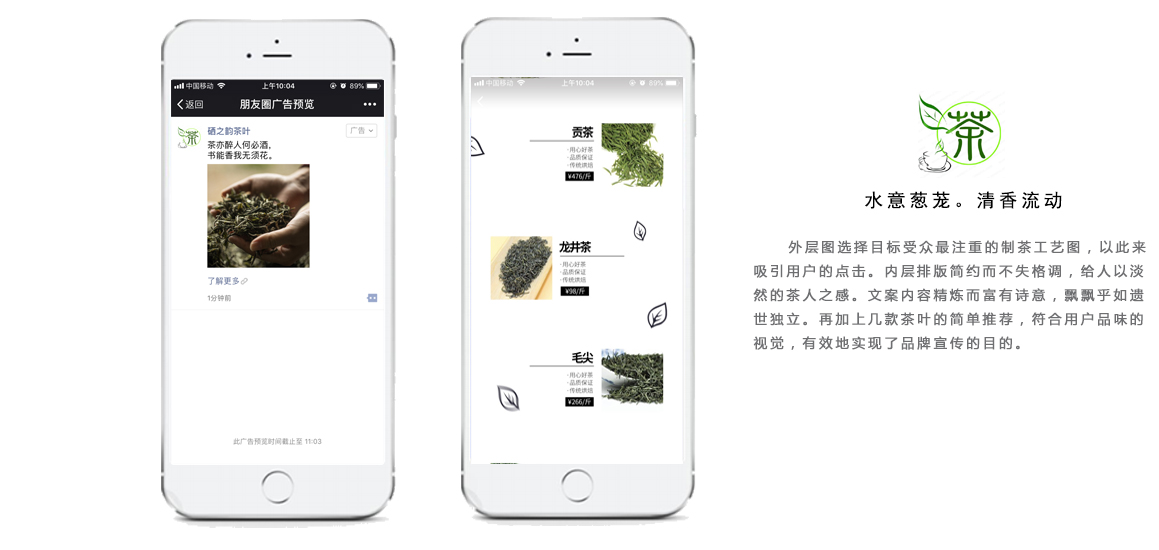 中国移动 上午10:04 89%
返回 朋友圈广告预览
硒之韵茶叶 广告
茶亦醉人何必酒,
书能香我无须花。
了解更多
1分钟前
此广告预览时间截止至 11:03
中国移动 上午10:04 89%
贡茶
·用心好茶
·品质保证
·传统烘焙
¥476/斤
龙井茶
·用心好茶
·品质保证
·传统烘焙
¥98/斤
毛尖
·用心好茶
·品质保证
·传统烘焙
¥266/斤
茶
水意葱茏。清香流动
外层图选择目标受众最注重的制茶工艺图，以此来
吸引用户的点击。内层排版简约而不失格调，给人以淡
然的茶人之感。文案内容精炼而富有诗意，飘飘乎如遗
世独立。再加上几款茶叶的简单推荐，符合用户品味的
视觉，有效地实现了品牌宣传的目的。